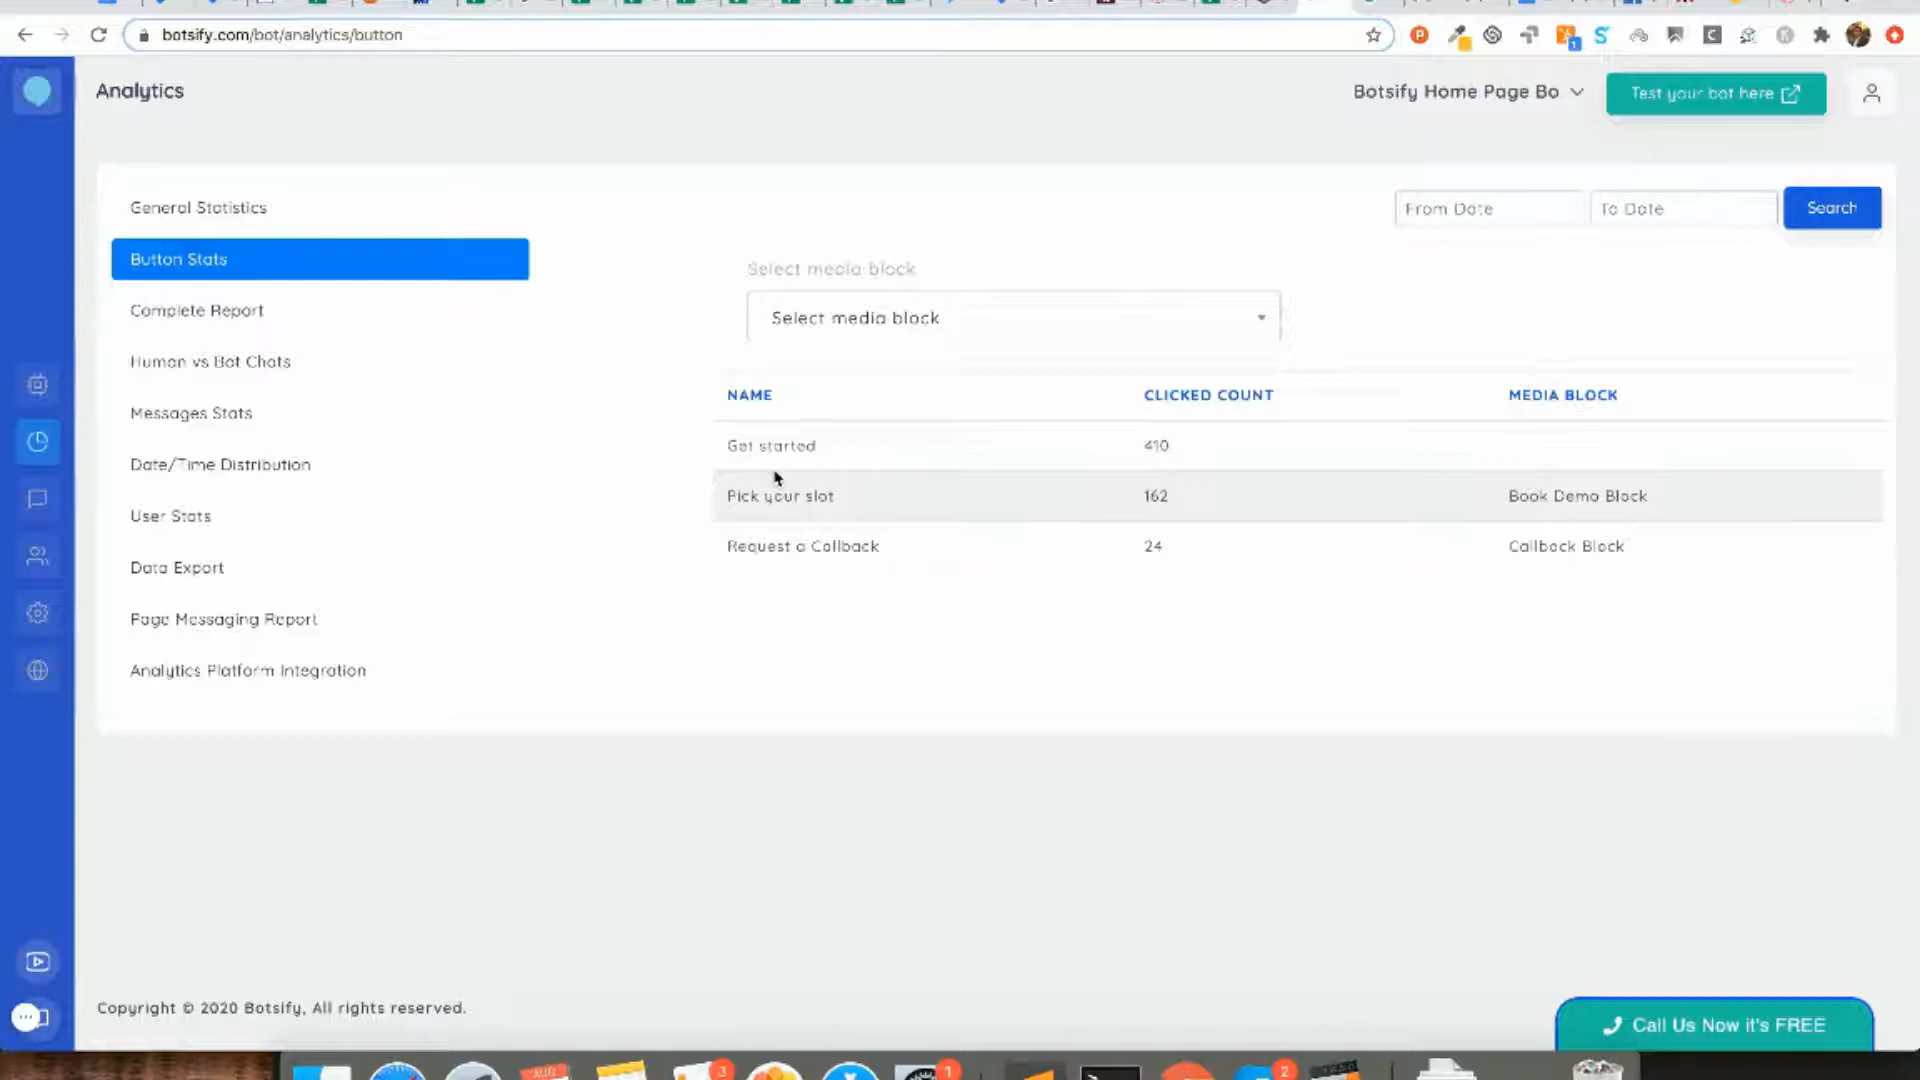 botsify.com/bot/analytics/button
Analytics
Botsify Home Page Bo
Test your bot here
General Statistics
From Date
To Date
Search
Button Stats
Select media block
Complete Report
Select media block
Human vs Bot Chats
NAME
CLICKED COUNT
MEDIA BLOCK
Messages Stats
Get started
410
Date/Time Distribution
Pick your slot
162
Book Demo Block
User Stats
Request a Callback
24
Callback Block
Data Export
Page Messaging Report
Analytics Platform Integration
Copyright © 2020 Botsify, All rights reserved.
Call Us Now it's FREE
AUG
3
1
2